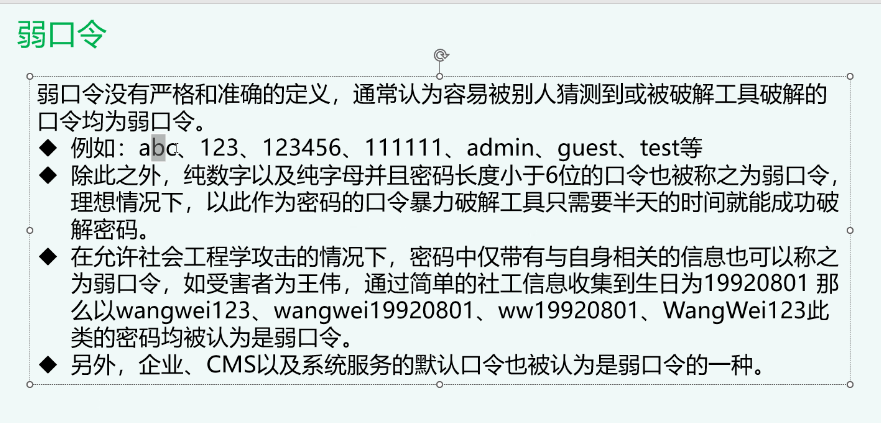 弱口令
弱口令没有严格和准确的定义，通常认为容易被别人猜测到或被破解工具破解的
口令均为弱口令。
◆ 例如：abc、123、123456、111111、admin、guest、test等
◆ 除此之外，纯数字以及纯字母并且密码长度小于6位的口令也被称之为弱口令，
理想情况下，以此作为密码的口令暴力破解工具只需要半天的时间就能成功破
解密码。
◆ 在允许社会工程学攻击的情况下，密码中仅带有与自身相关的信息也可以称之
为弱口令，如受害者为王伟，通过简单的社工信息收集到生日为19920801 那
么以wangwei123、wangwei19920801、ww19920801、WangWei123此
类的密码均被认为是弱口令。
◆ 另外，企业、CMS以及系统服务的默认口令也被认为是弱口令的一种。